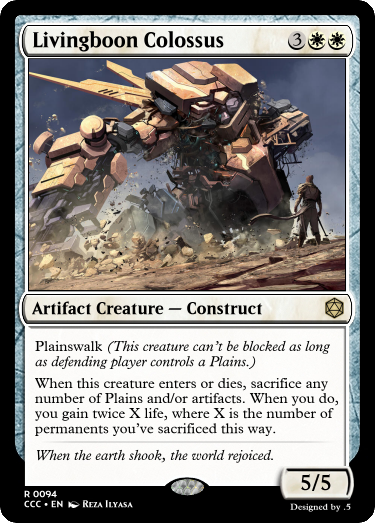 Livingboon Colossus 3
Artifact Creature — Construct
Plainswalk (This creature can't be blocked as long
as defending player controls a Plains.)
When this creature enters or dies, sacrifice any
number of Plains and/or artifacts. When you do,
you gain twice X life, where X is the number of
permanents you've sacrificed this way.
When the earth shook, the world rejoiced.
5/5
R 0094
CCC • EN Reza Ilyasa
Designed by .5